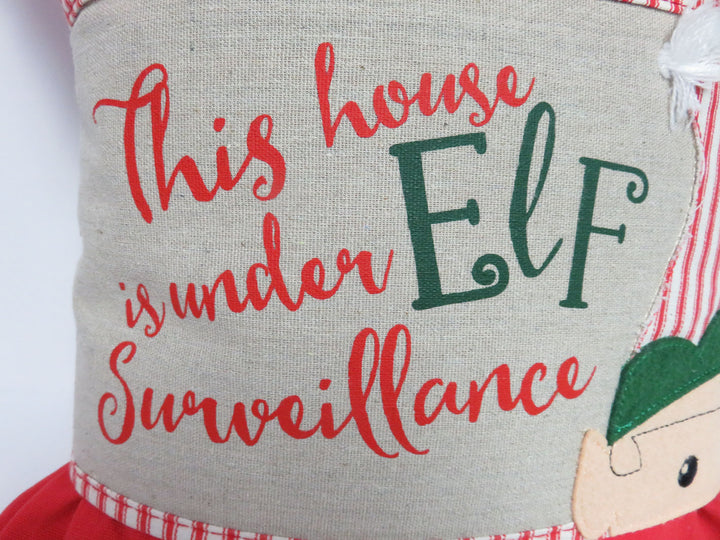 This house
is under Elf
Surveillance